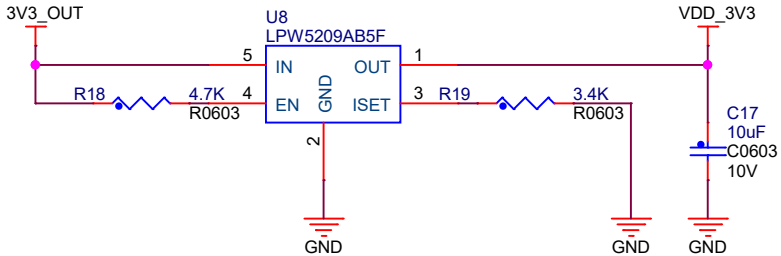 3V3_OUT
U8
LPW5209AB5F
VDD_3V3
5
IN
OUT
1
R18
4.7K
R0603
4
EN
GND
ISET
3
R19
3.4K
R0603
2
C17
10uF
C0603
10V
GND
GND
GND